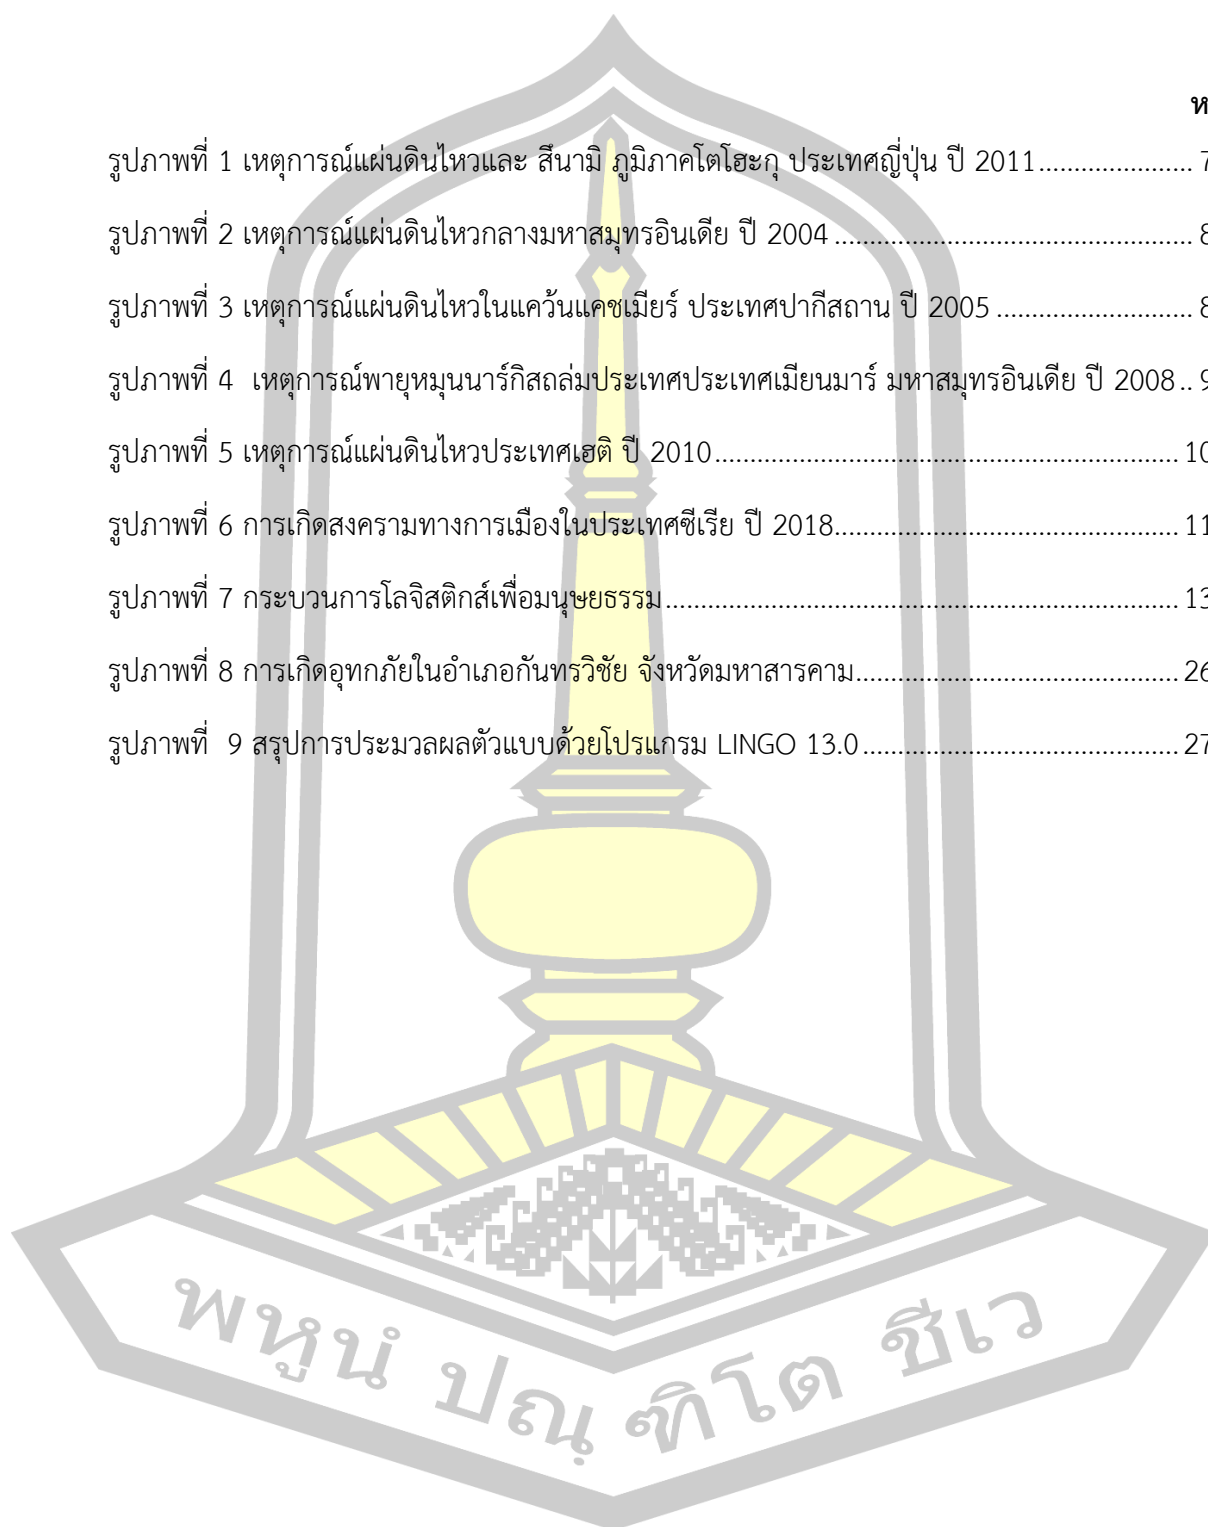 ห
รูปภาพที่ 1 เหตุการณ์แผ่นดินไหวและ สึนามิ ภูมิภาคโตโฮะกุ ประเทศญี่ปุ่น ปี 2011..................... 7
รูปภาพที่ 2 เหตุการณ์แผ่นดินไหวกลางมหาสมุทรอินเดีย ปี 2004 ................................................ 8
รูปภาพที่ 3 เหตุการณ์แผ่นดินไหวในแคว้นแคชเมียร์ ประเทศปากีสถาน ปี 2005 .......................... 8
รูปภาพที่ 4 เหตุการณ์พายุหมุนนาร์กิสถล่มประเทศประเทศเมียนมาร์ มหาสมุทรอินเดีย ปี 2008 .. 9
รูปภาพที่ 5 เหตุการณ์แผ่นดินไหวประเทศเฮติ ปี 2010.............................................................. 10
รูปภาพที่ 6 การเกิดสงครามทางการเมืองในประเทศซีเรีย ปี 2018.............................................. 11
รูปภาพที่ 7 กระบวนการโลจิสติกส์เพื่อมนุษยธรรม..................................................................... 13
รูปภาพที่ 8 การเกิดอุทกภัยในอำเภอกันทรวิชัย จังหวัดมหาสารคาม........................................... 26
รูปภาพที่ 9 สรุปการประมวลผลตัวแบบด้วยโปรแกรม LINGO 13.0 .......................................... 27
พหูนํ ปณฺฑิโต ชีเว